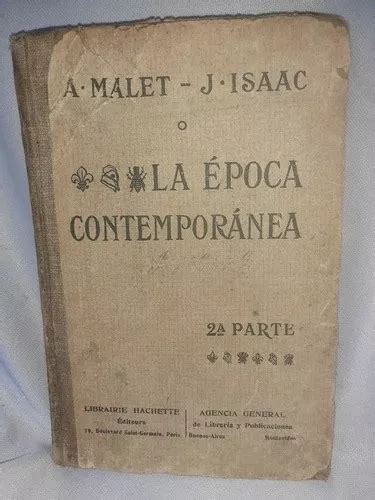 A. MALET - J. ISAAC
LA ÉPOCA
CONTEMPORÁNEA
2ª PARTE
LIBRAIRIE HACHETTE
Éditeurs
79, Boulevard Saint-Germain, Paris
AGENCIA GENERAL
de Librería y Publicaciones
Buenos-Aires Montevideo